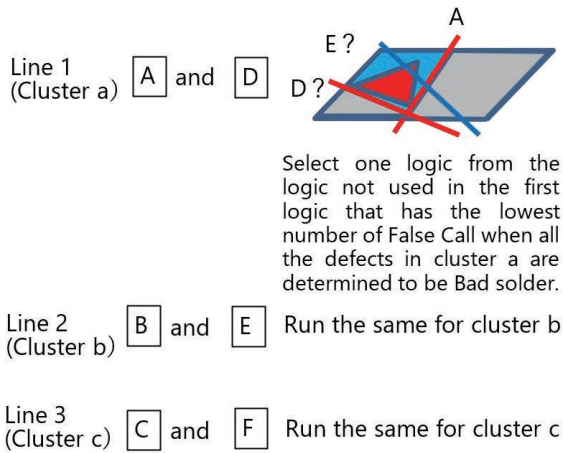 A
E ?
Line 1
(Cluster a)
A and D
D ?
Select one logic from the
logic not used in the first
logic that has the lowest
number of False Call when all
the defects in cluster a are
determined to be Bad solder.
Line 2
(Cluster b)
B and E
Run the same for cluster b
Line 3
(Cluster c)
C and F
Run the same for cluster c